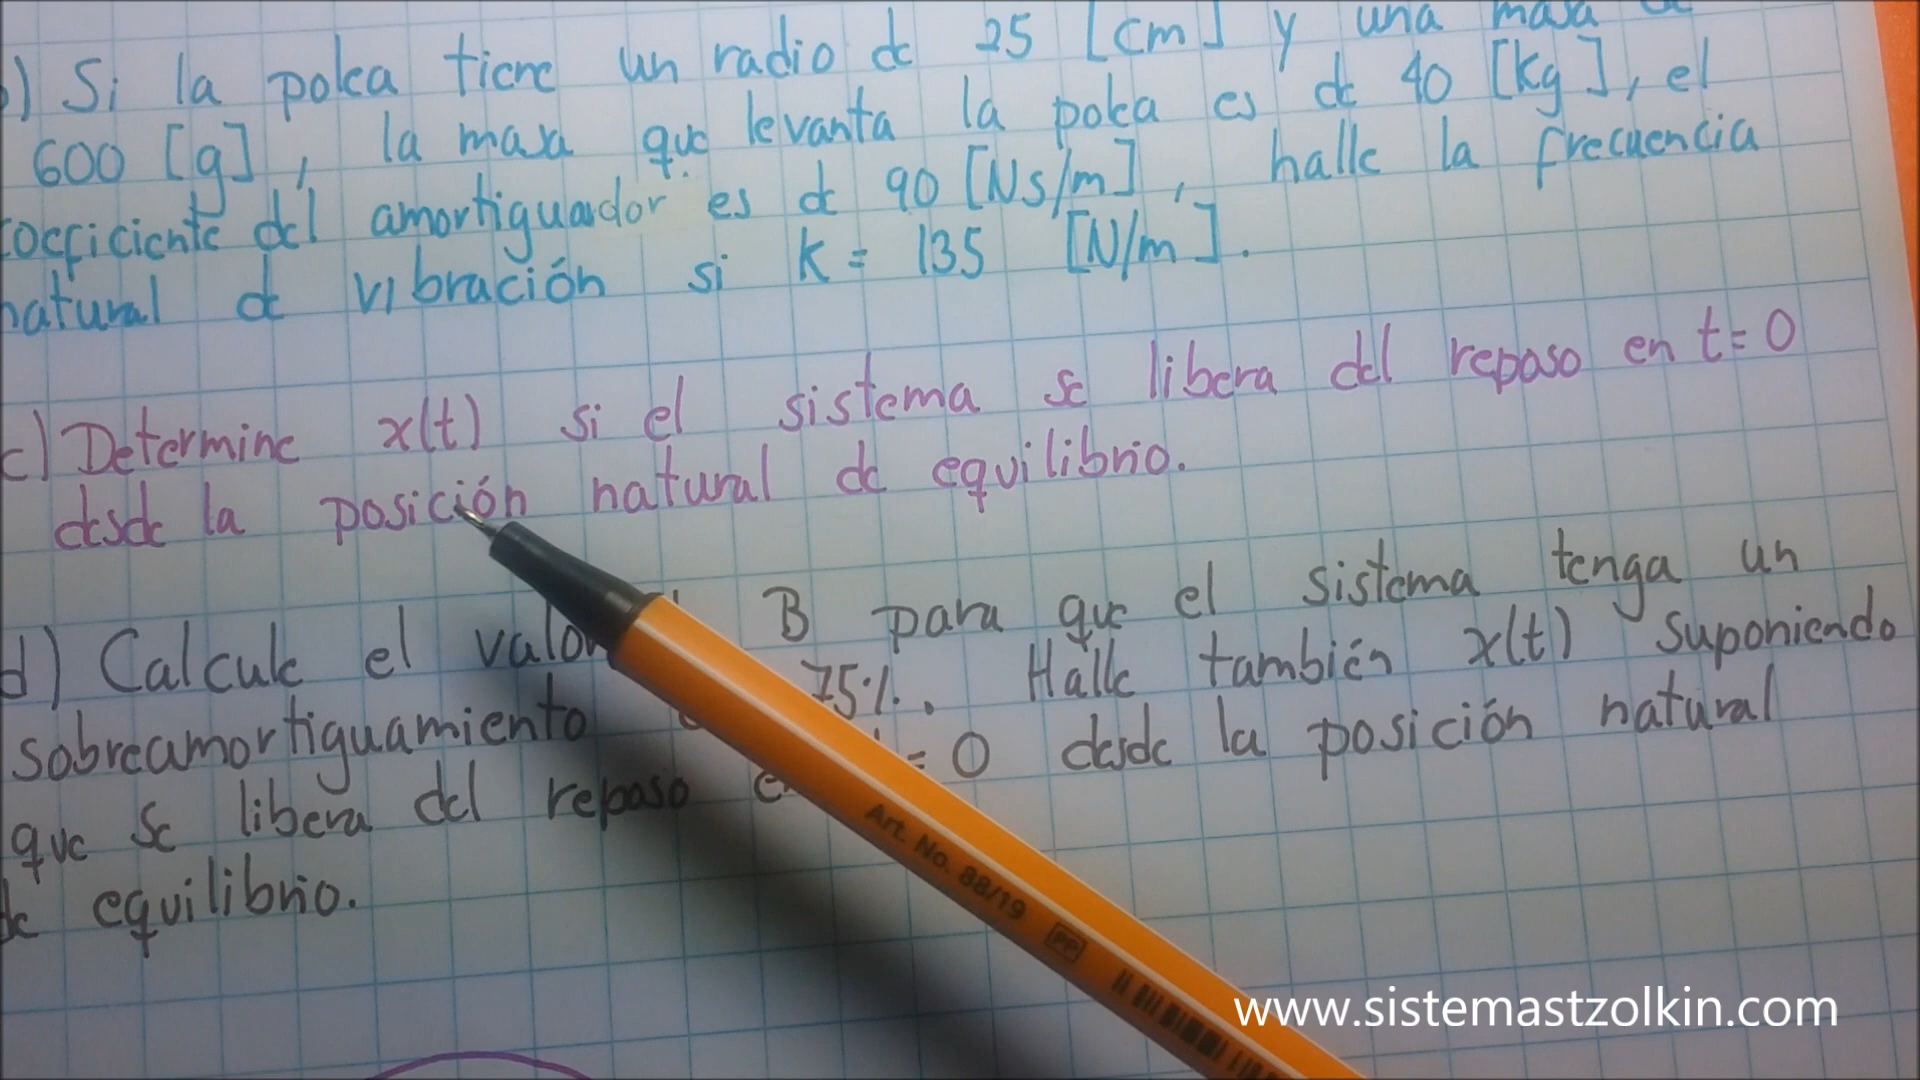 b) Si la polea tiene un radio de 25 [cm] y una masa de
600 [g], la masa que levanta la polea es de 40 [Kg], el
coeficiente del amortiguador es de 90 [Ns/m], halle la frecuencia
natural de vibración si k = 135 [N/m].
c) Determine x(t) si el sistema se libera del reposo en t=0
desde la posición natural de equilibrio.
d) Calcule el valor B para que el sistema tenga un
sobreamortiguamiento 75%. Halle también x(t) suponiendo
que se libera del reposo =0 desde la posición natural
de equilibrio.
Art. No. 88/19
www.sistemastzolkin.com